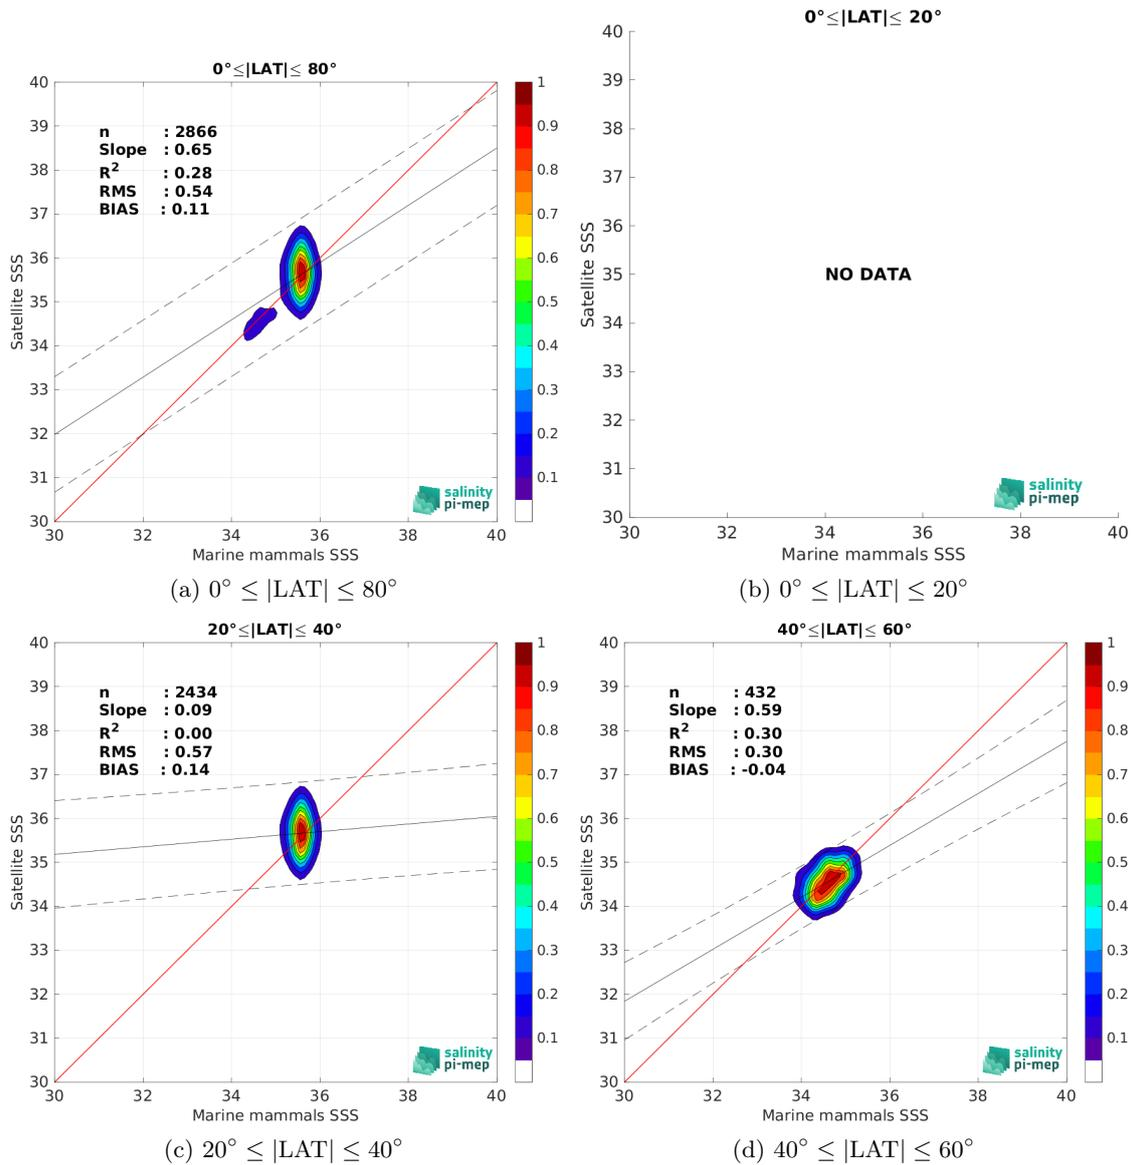 0°≤|LAT|≤ 80°
40
39
38
37
36
35
34
33
32
31
30
Satellite SSS
n : 2866
Slope : 0.65
R² : 0.28
RMS : 0.54
BIAS : 0.11
salinity
pi-mep
30 32 34 36 38 40
Marine mammals SSS
1
0.9
0.8
0.7
0.6
0.5
0.4
0.3
0.2
0.1
(a) 0° ≤ |LAT| ≤ 80°
0°≤|LAT|≤ 20°
40
39
38
37
36
35
34
33
32
31
30
Satellite SSS
NO DATA
salinity
pi-mep
30 32 34 36 38 40
Marine mammals SSS
(b) 0° ≤ |LAT| ≤ 20°
20°≤|LAT|≤ 40°
40
39
38
37
36
35
34
33
32
31
30
Satellite SSS
n : 2434
Slope : 0.09
R² : 0.00
RMS : 0.57
BIAS : 0.14
salinity
pi-mep
30 32 34 36 38 40
Marine mammals SSS
1
0.9
0.8
0.7
0.6
0.5
0.4
0.3
0.2
0.1
(c) 20° ≤ |LAT| ≤ 40°
40°≤|LAT|≤ 60°
40
39
38
37
36
35
34
33
32
31
30
Satellite SSS
n : 432
Slope : 0.59
R² : 0.30
RMS : 0.30
BIAS : -0.04
salinity
pi-mep
30 32 34 36 38 40
Marine mammals SSS
1
0.9
0.8
0.7
0.6
0.5
0.4
0.3
0.2
0.1
(d) 40° ≤ |LAT| ≤ 60°